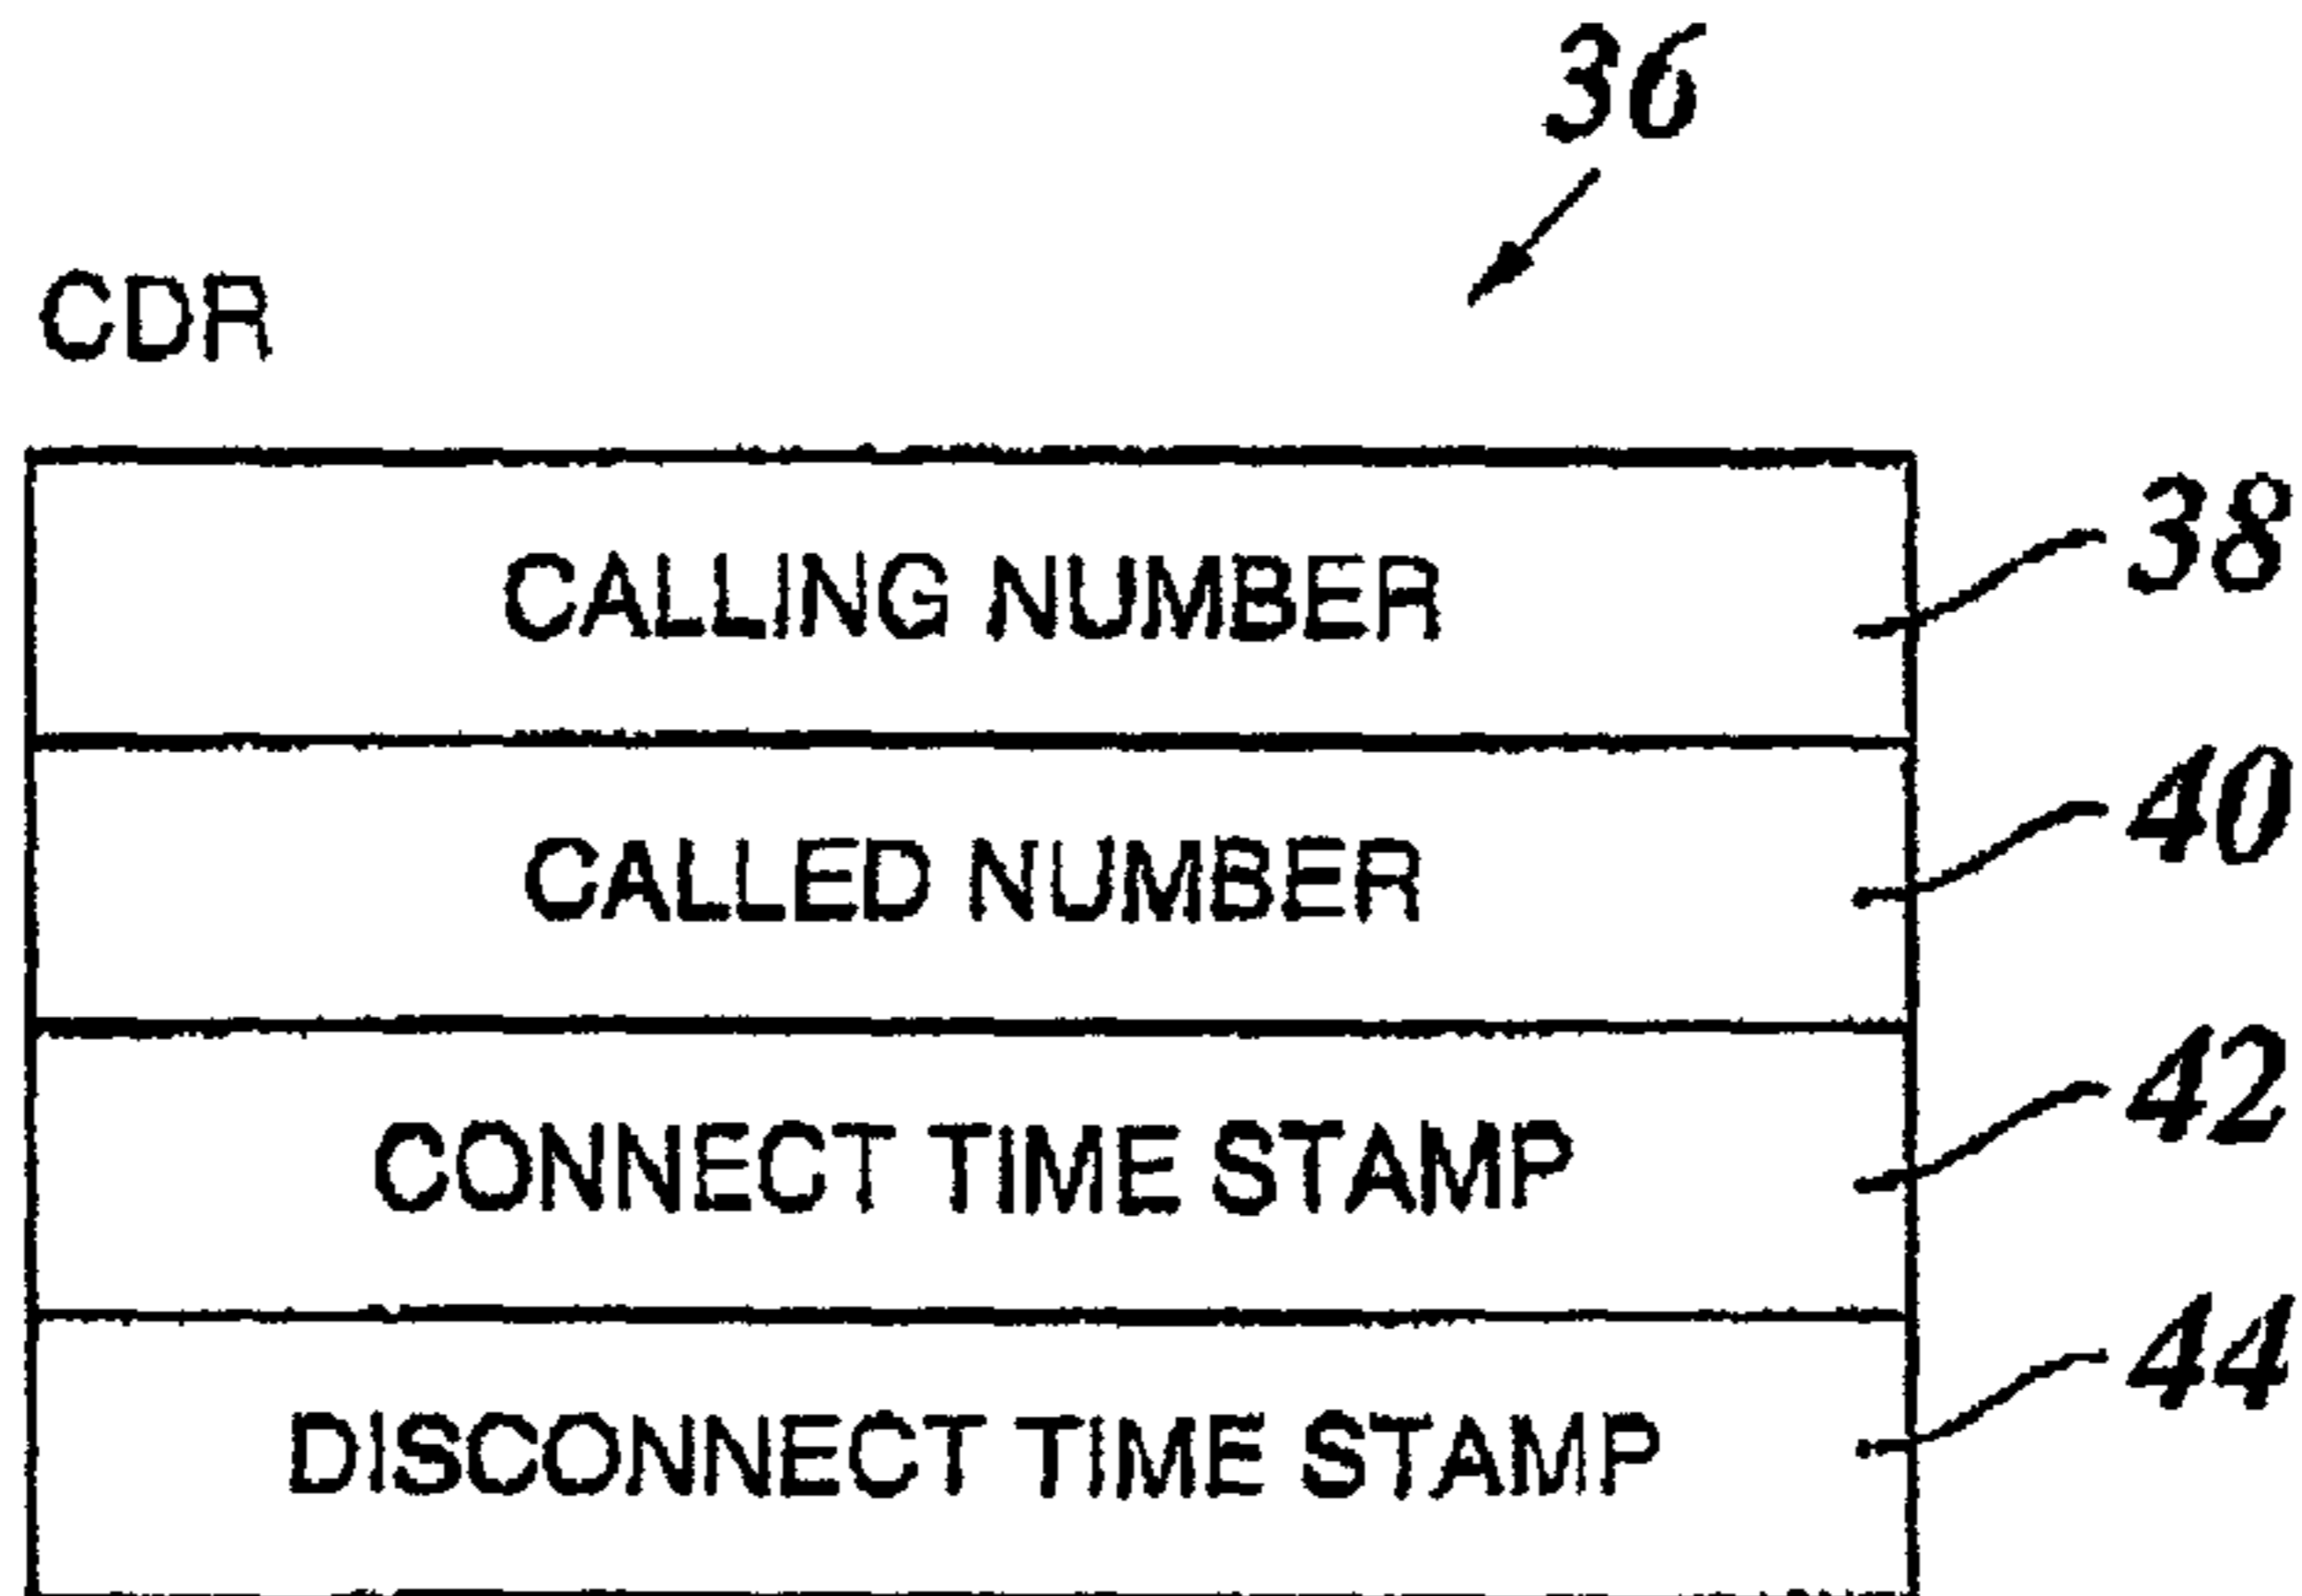 36
CDR
CALLING NUMBER 38
CALLED NUMBER 40
CONNECT TIME STAMP 42
DISCONNECT TIME STAMP 44